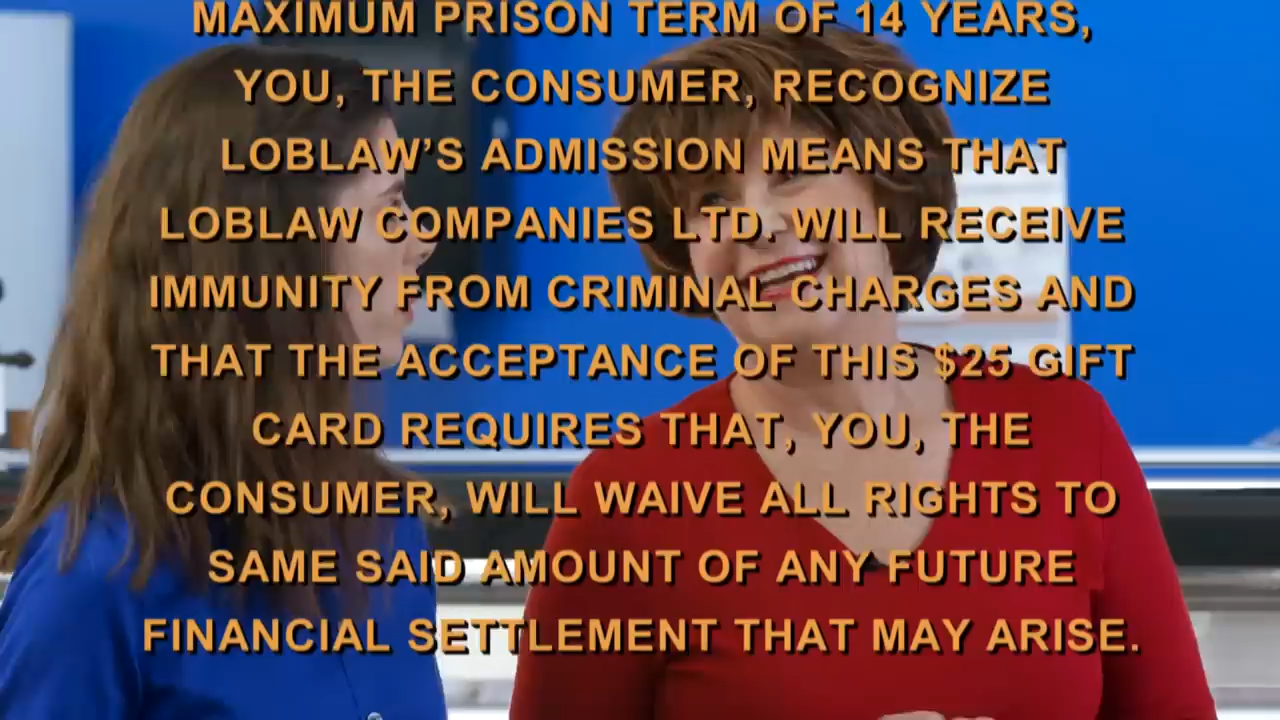 MAXIMUM PRISON TERM OF 14 YEARS,
YOU, THE CONSUMER, RECOGNIZE
LOBLAW’S ADMISSION MEANS THAT
LOBLAW COMPANIES LTD. WILL RECEIVE
IMMUNITY FROM CRIMINAL CHARGES AND
THAT THE ACCEPTANCE OF THIS $25 GIFT
CARD REQUIRES THAT, YOU, THE
CONSUMER, WILL WAIVE ALL RIGHTS TO
SAME SAID AMOUNT OF ANY FUTURE
FINANCIAL SETTLEMENT THAT MAY ARISE.